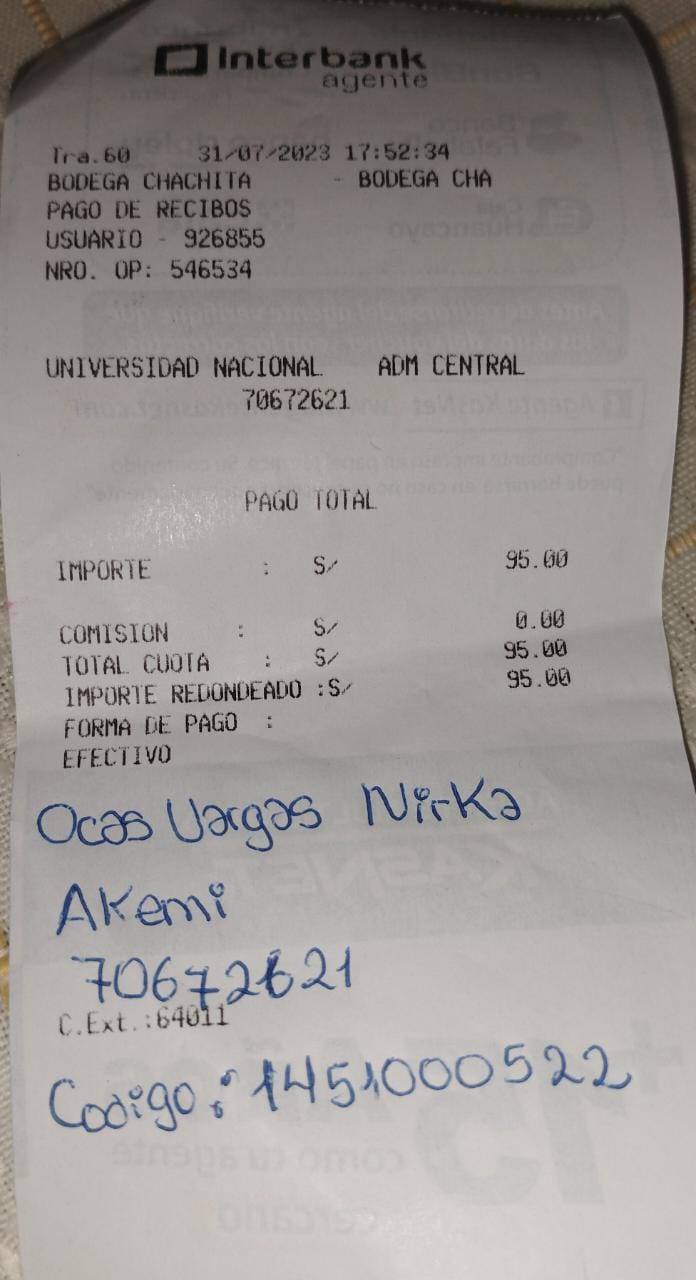 Interbank
agente
Tra.60 31/07/2023 17:52:34
BODEGA CHACHITA - BODEGA CHA
PAGO DE RECIBOS
USUARIO - 926855
NRO. OP: 546534
UNIVERSIDAD NACIONAL ADM CENTRAL
70672621
PAGO TOTAL
IMPORTE : S/ 95.00
COMISION : S/ 0.00
TOTAL CUOTA : S/ 95.00
IMPORTE REDONDEADO :S/ 95.00
FORMA DE PAGO :
EFECTIVO
Ocas Vargas Nirka
Akemi
70672621
C.Ext.:64011
Codigo: 1451000522